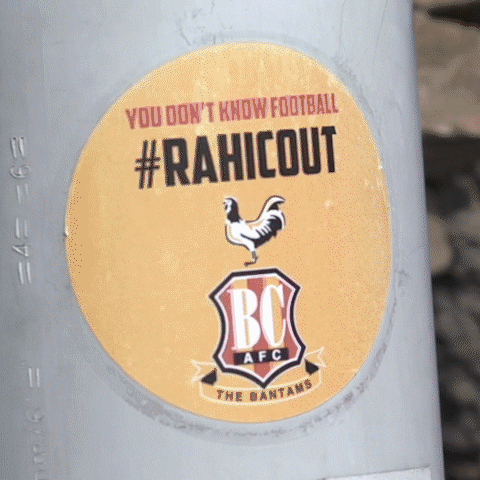 YOU DON'T KNOW FOOTBALL
#RAHICOUT
BC
AFC
THE BANTAMS